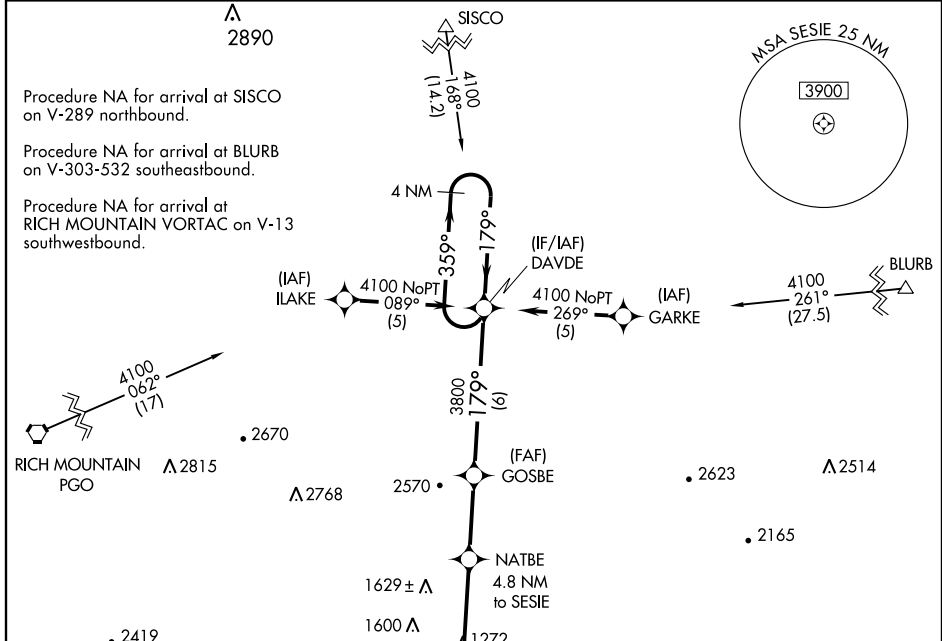 2890
SISCO
4100
168°
(14.2)
MSA SESIE 25 NM
3900
Procedure NA for arrival at SISCO
on V-289 northbound.
Procedure NA for arrival at BLURB
on V-303-532 southeastbound.
Procedure NA for arrival at
RICH MOUNTAIN VORTAC on V-13
southwestbound.
4 NM
359°
179°
(IF/IAF)
DAVDE
(IAF)
ILAKE
4100 NoPT
089°
(5)
4100 NoPT
269°
(5)
(IAF)
GARKE
BLURB
4100
261°
(27.5)
4100
062°
(17)
RICH MOUNTAIN
PGO
3800
179°
(6)
2670
2815
2768
2570
(FAF)
GOSBE
2623
2514
2165
NATBE
4.8 NM
to SESIE
1629 ±
1600
2419
1272